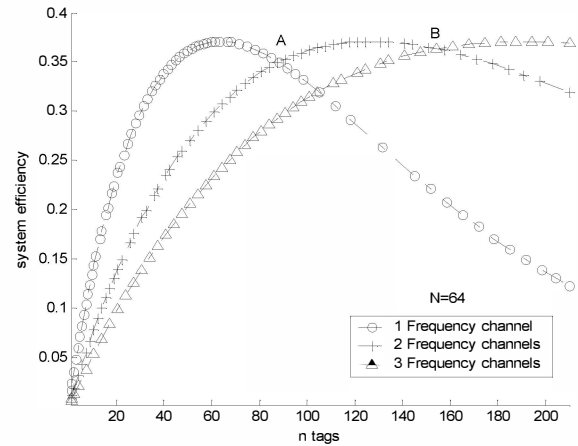 0.4
0.35
0.3
0.25
0.2
0.15
0.1
0.05
system efficiency
A
B
N=64
1 Frequency channel
2 Frequency channels
3 Frequency channels
20 40 60 80 100 120 140 160 180 200
n tags